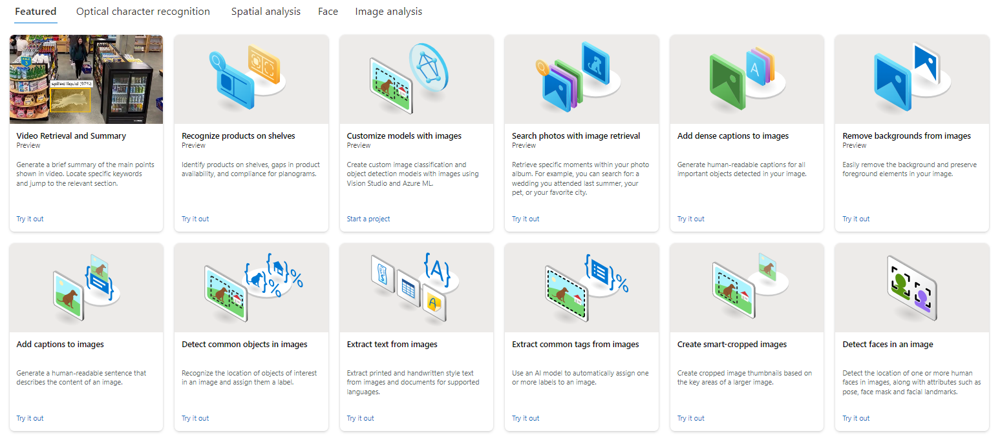 Featured
Optical character recognition
Spatial analysis
Face
Image analysis
spilled liquid (97%)
Video Retrieval and Summary
Preview
Generate a brief summary of the main points
shown in video. Locate specific keywords
and jump to the relevant section.
Try it out
Recognize products on shelves
Preview
Identify products on shelves, gaps in product
availability, and compliance for planograms.
Try it out
Customize models with images
Preview
Create custom image classification and
object detection models with images using
Vision Studio and Azure ML.
Start a project
Search photos with image retrieval
Preview
Retrieve specific moments within your photo
album. For example, you can search for: a
wedding you attended last summer, your
pet, or your favorite city.
Try it out
A
Add dense captions to images
Generate human-readable captions for all
important objects detected in your image.
Try it out
Remove backgrounds from images
Preview
Easily remove the background and preserve
foreground elements in your image.
Try it out
Add captions to images
Generate a human-readable sentence that
describes the content of an image.
Try it out
{ } { } %
%
Detect common objects in images
Recognize the location of objects of interest
in an image and assign them a label.
Try it out
{A}
A
Extract text from images
Extract printed and handwritten style text
from images and documents for supported
languages.
Try it out
{ } %
Extract common tags from images
Use an AI model to automatically assign one
or more labels to an image.
Try it out
Create smart-cropped images
Create cropped image thumbnails based on
the key areas of a larger image.
Try it out
Detect faces in an image
Detect the location of one or more human
faces in images, along with attributes such as
pose, face mask and facial landmarks.
Try it out